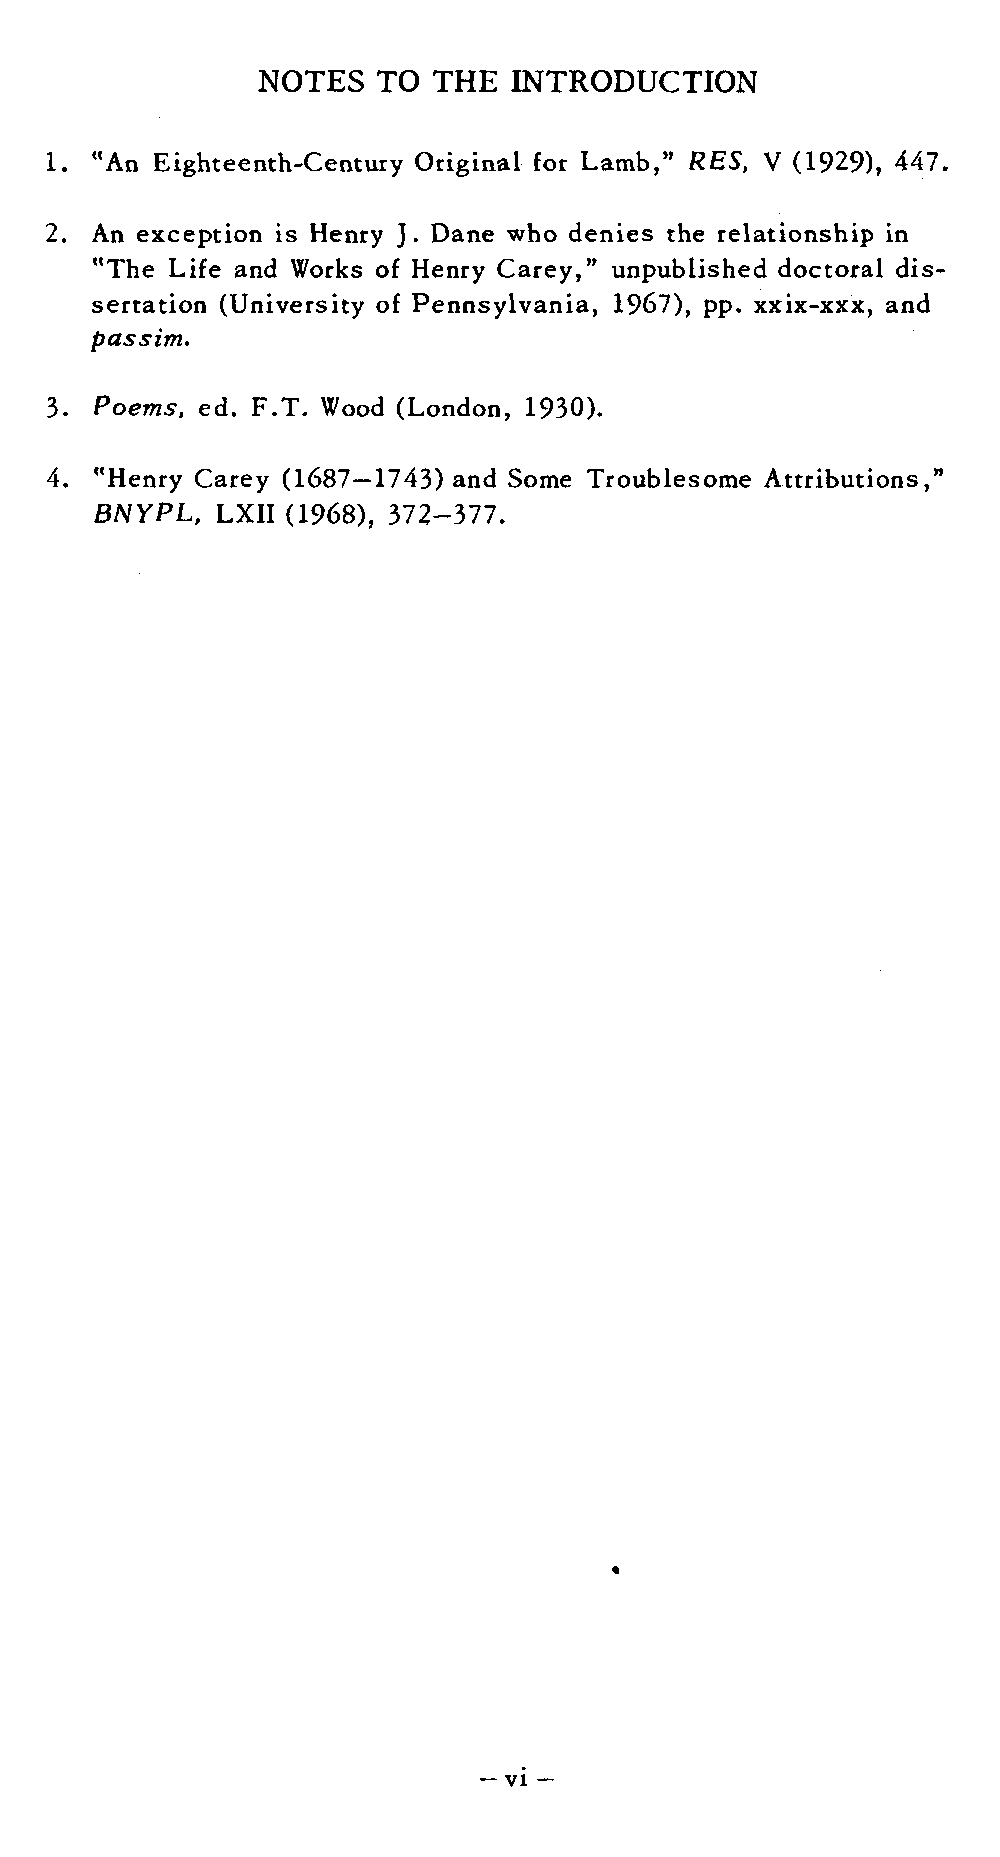 NOTES TO THE INTRODUCTION
1. "An Eighteenth-Century Original for Lamb," RES, V (1929), 447.
2. An exception is Henry J. Dane who denies the relationship in
"The Life and Works of Henry Carey," unpublished doctoral dis-
sertation (University of Pennsylvania, 1967), pp. xxix-xxx, and
passim.
3. Poems, ed. F.T. Wood (London, 1930).
4. "Henry Carey (1687–1743) and Some Troublesome Attributions,"
BNYPL, LXII (1968), 372–377.
– vi –